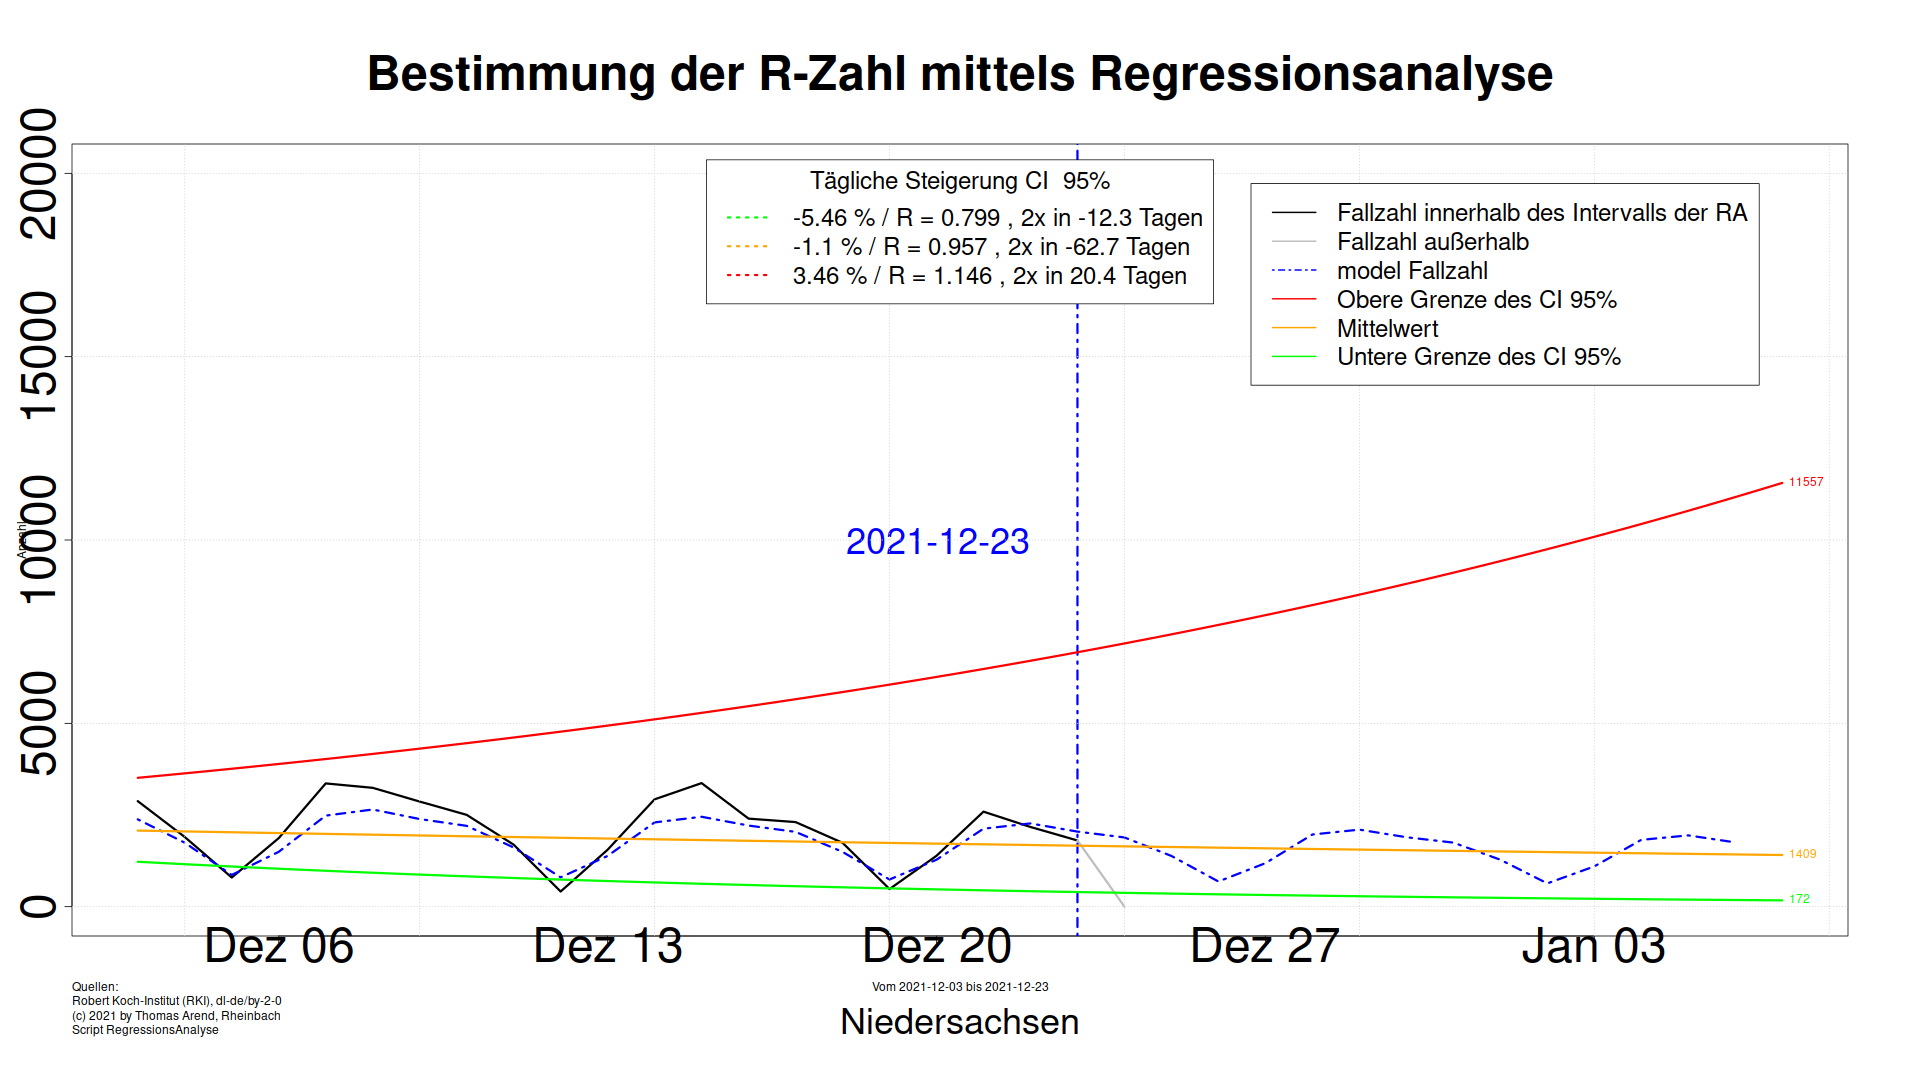 Bestimmung der R-Zahl mittels Regressionsanalyse
20000
15000
10000
5000
0
Anzahl
Tägliche Steigerung CI  95%
-5.46 % / R = 0.799 , 2x in -12.3 Tagen
-1.1 % / R = 0.957 , 2x in -62.7 Tagen
3.46 % / R = 1.146 , 2x in 20.4 Tagen
Fallzahl innerhalb des Intervalls der RA
Fallzahl außerhalb
model Fallzahl
Obere Grenze des CI 95%
Mittelwert
Untere Grenze des CI 95%
2021-12-23
11557
1409
172
Dez 06
Dez 13
Dez 20
Dez 27
Jan 03
Quellen:
Robert Koch-Institut (RKI), dl-de/by-2-0
(c) 2021 by Thomas Arend, Rheinbach
Script RegressionsAnalyse
Vom 2021-12-03 bis 2021-12-23
Niedersachsen